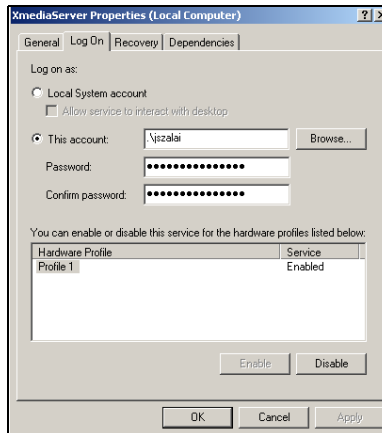 XmediaServer Properties (Local Computer) ? X
General Log On Recovery Dependencies
Log on as:
Local System account
Allow service to interact with desktop
This account: .\jszalai Browse...
Password: •••••••••••••••
Confirm password: •••••••••••••••
You can enable or disable this service for the hardware profiles listed below:
Hardware Profile Service
Profile 1 Enabled
Enable Disable
OK Cancel Apply